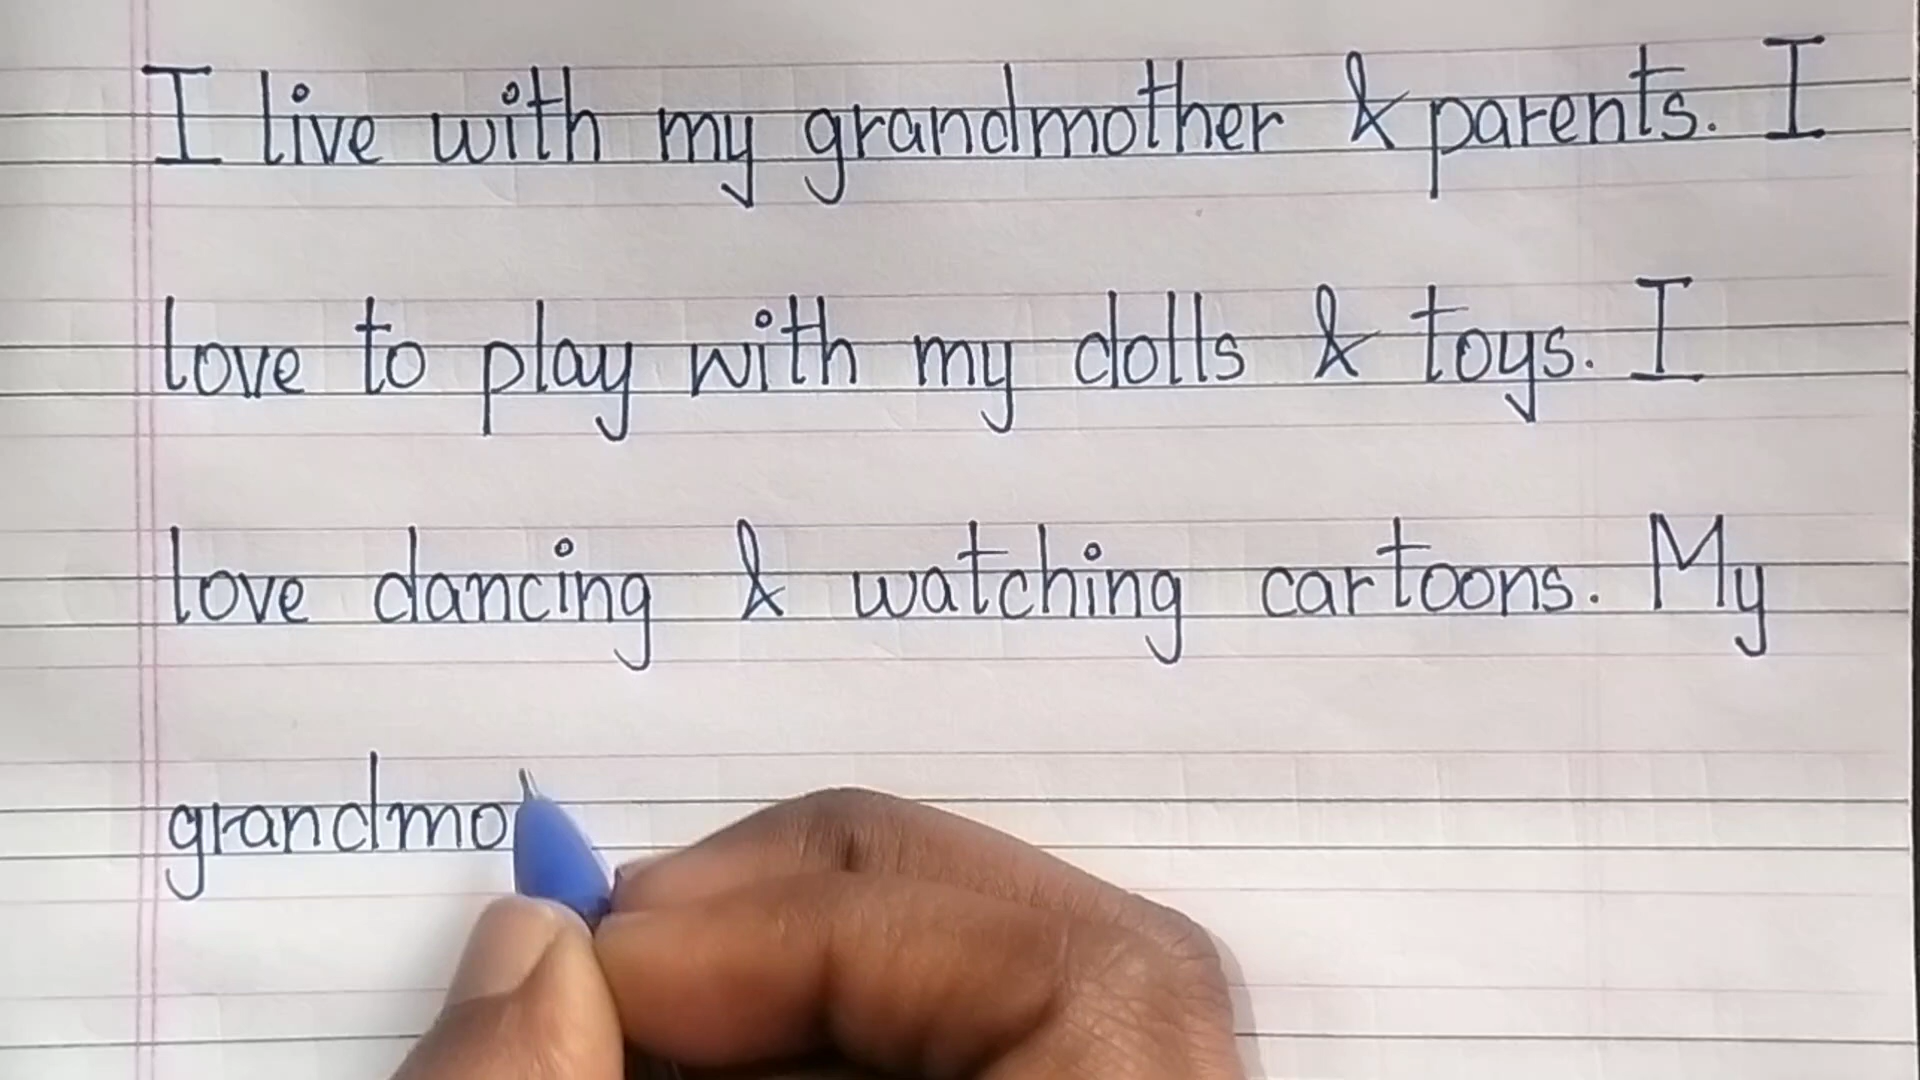 I live with my grandmother & parents. I
love to play with my dolls & toys. I
love dancing & watching cartoons. My
grandmo